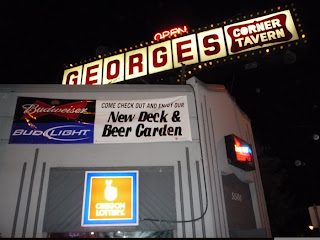 OPEN
GEORGES
CORNER
TAVERN
Budweiser
BUD LIGHT
COME CHECK OUT AND ENJOY OUR
New Deck &
Beer Garden
OREGON
LOTTERY